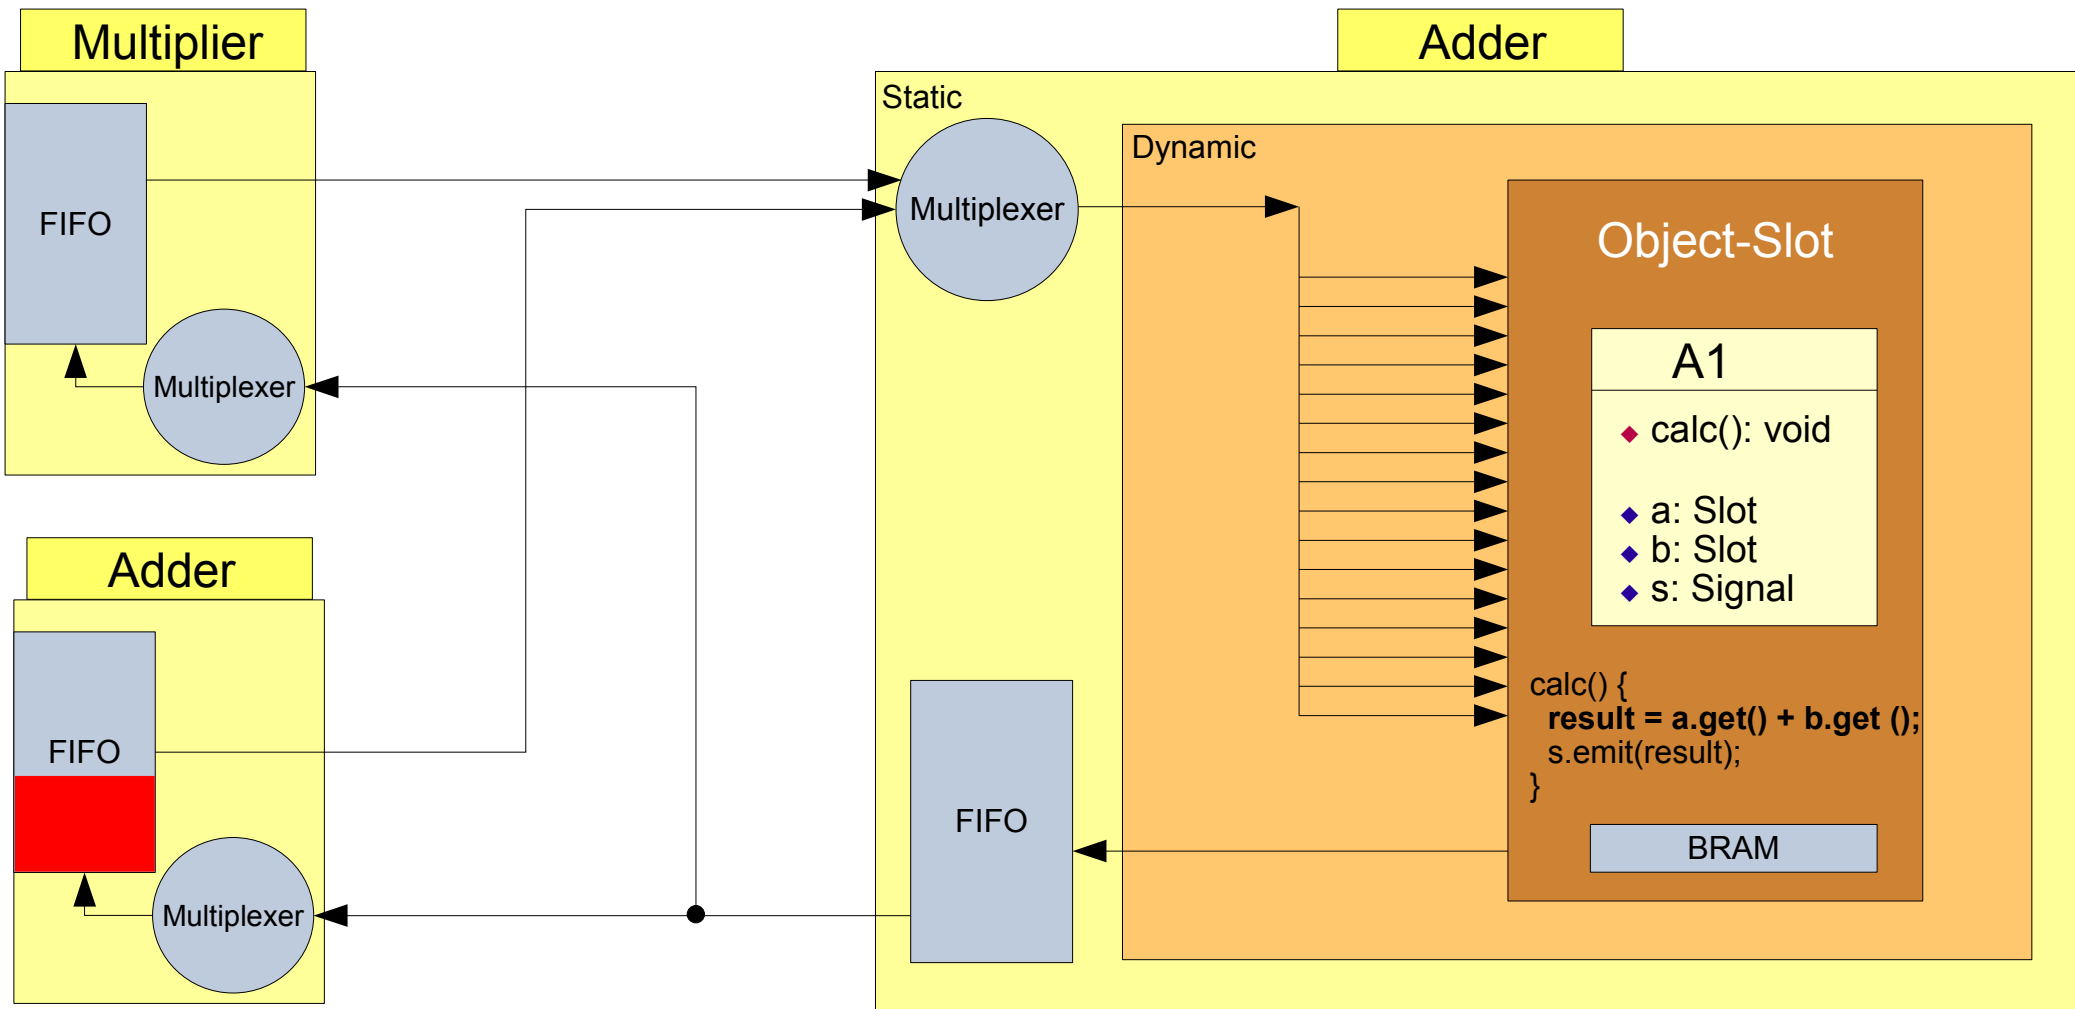 Multiplier
FIFO
Multiplexer
Adder
FIFO
Multiplexer
Adder
Static
Multiplexer
Dynamic
Object-Slot
A1
calc(): void
a: Slot
b: Slot
s: Signal
calc() {
result = a.get() + b.get ();
s.emit(result);
}
BRAM
FIFO